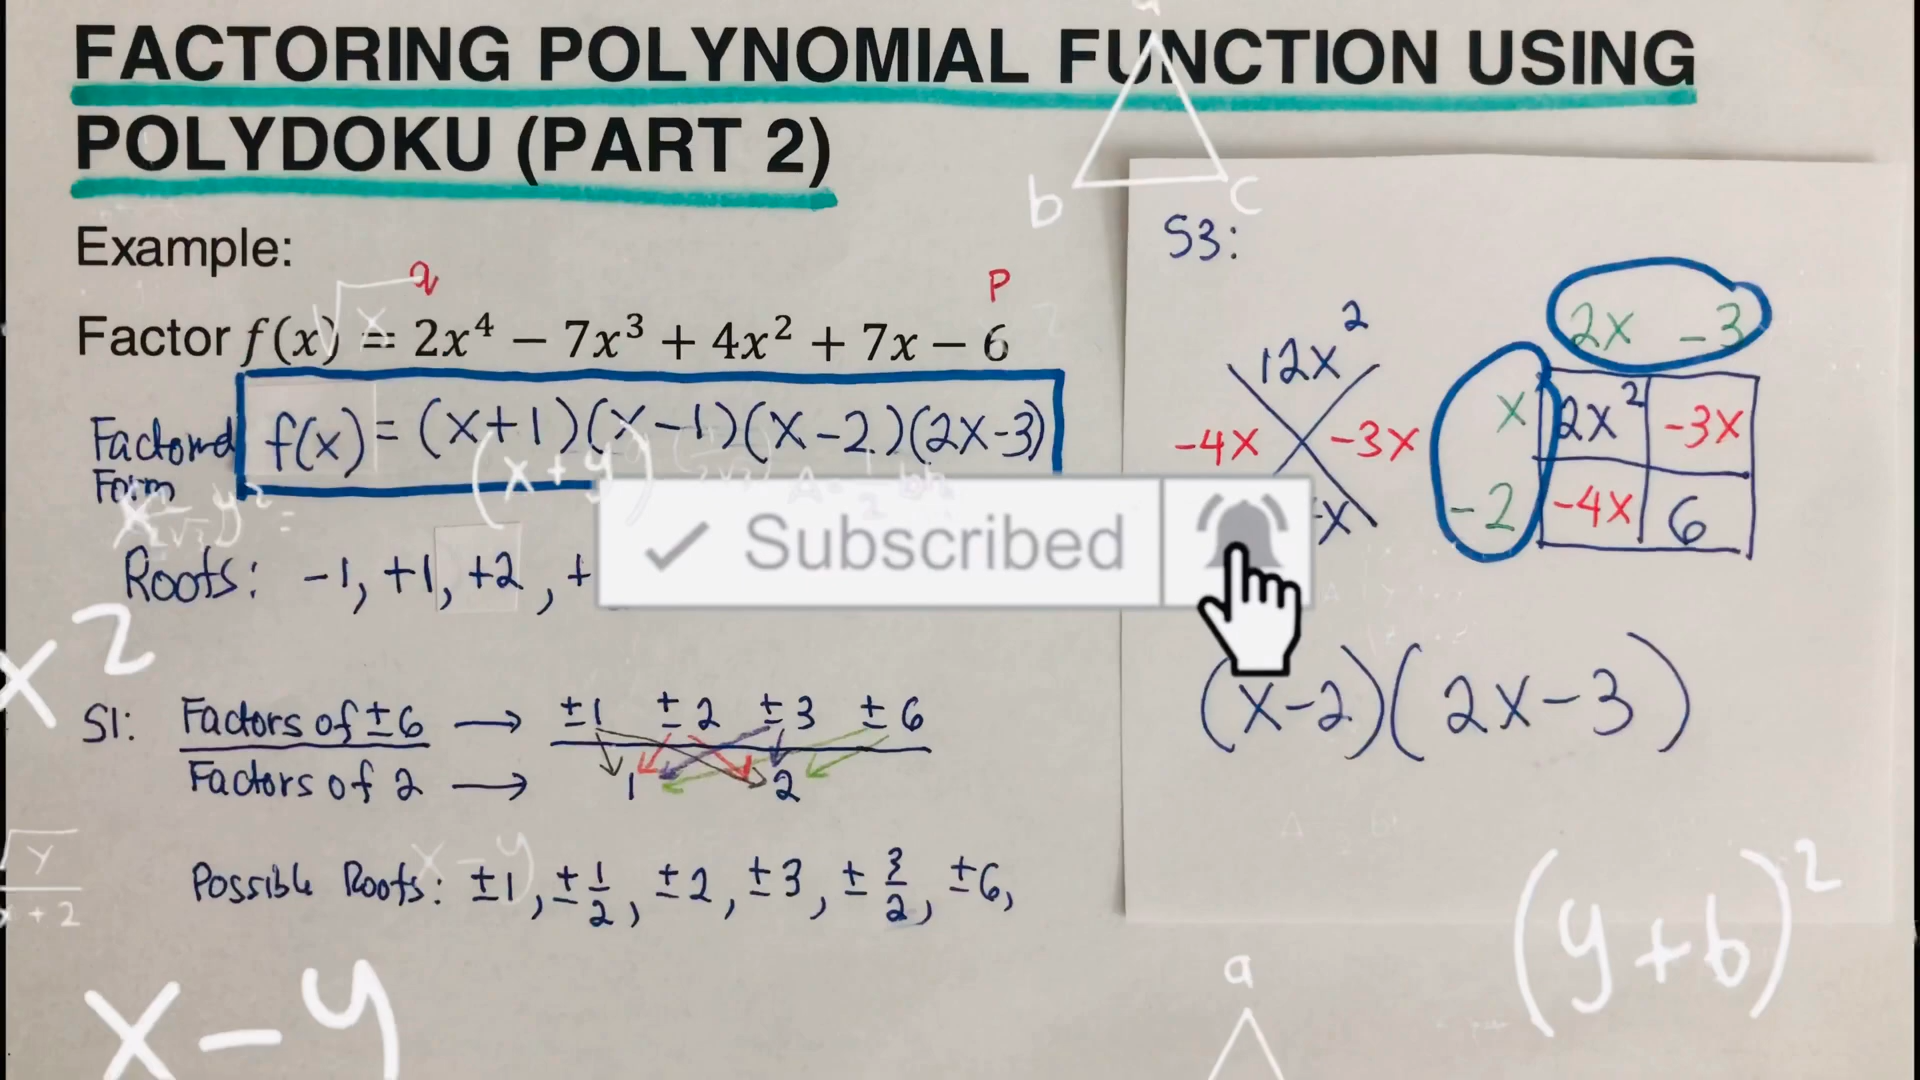 FACTORING POLYNOMIAL FUNCTION USING
POLYDOKU (PART 2)
Example:
q
P
Factor f(x) = 2x⁴ − 7x³ + 4x² + 7x − 6
Factored Form
f(x) = (x+1)(x-1)(x-2)(2x-3)
Roots: -1, +1, +2, +
S1: Factors of ±6 → ±1 ±2 ±3 ±6
Factors of 2 → 1 2
Possible Roots: ±1, ±1/2, ±2, ±3, ±3/2, ±6,
S3:
12x²
-4x -3x
x
2x -3
x 2x² -3x
-2 -4x 6
(x-2)(2x-3)
Subscribed
a
b c
√x
(x+y)
x²
x-y
√y
x+2
x-y
(y+b)²
a